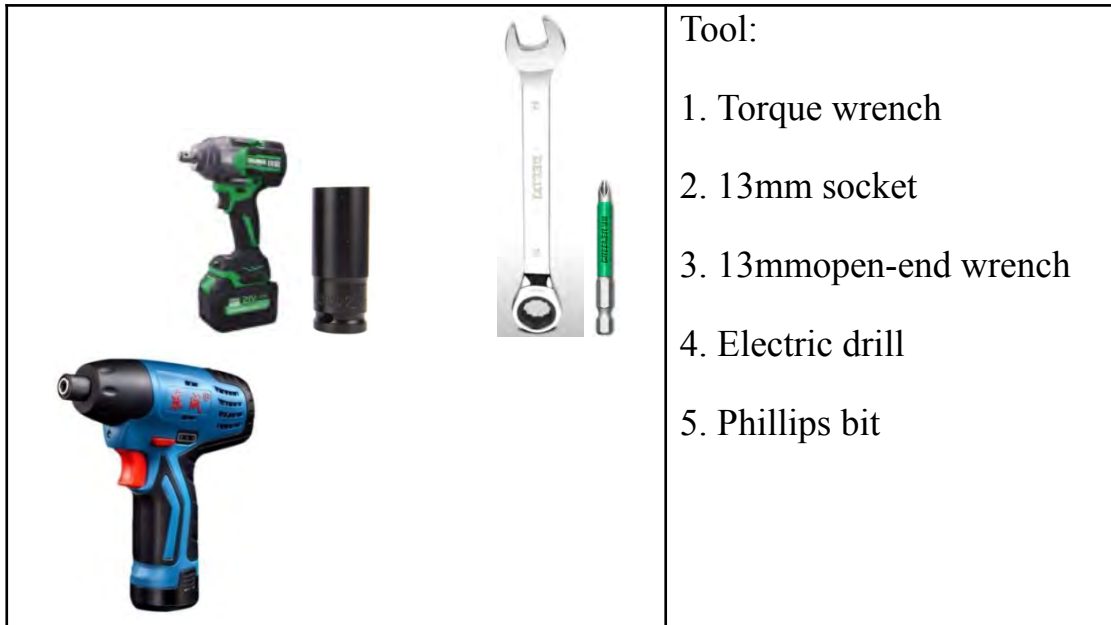 Tool:
1. Torque wrench
2. 13mm socket
3. 13mmopen-end wrench
4. Electric drill
5. Phillips bit